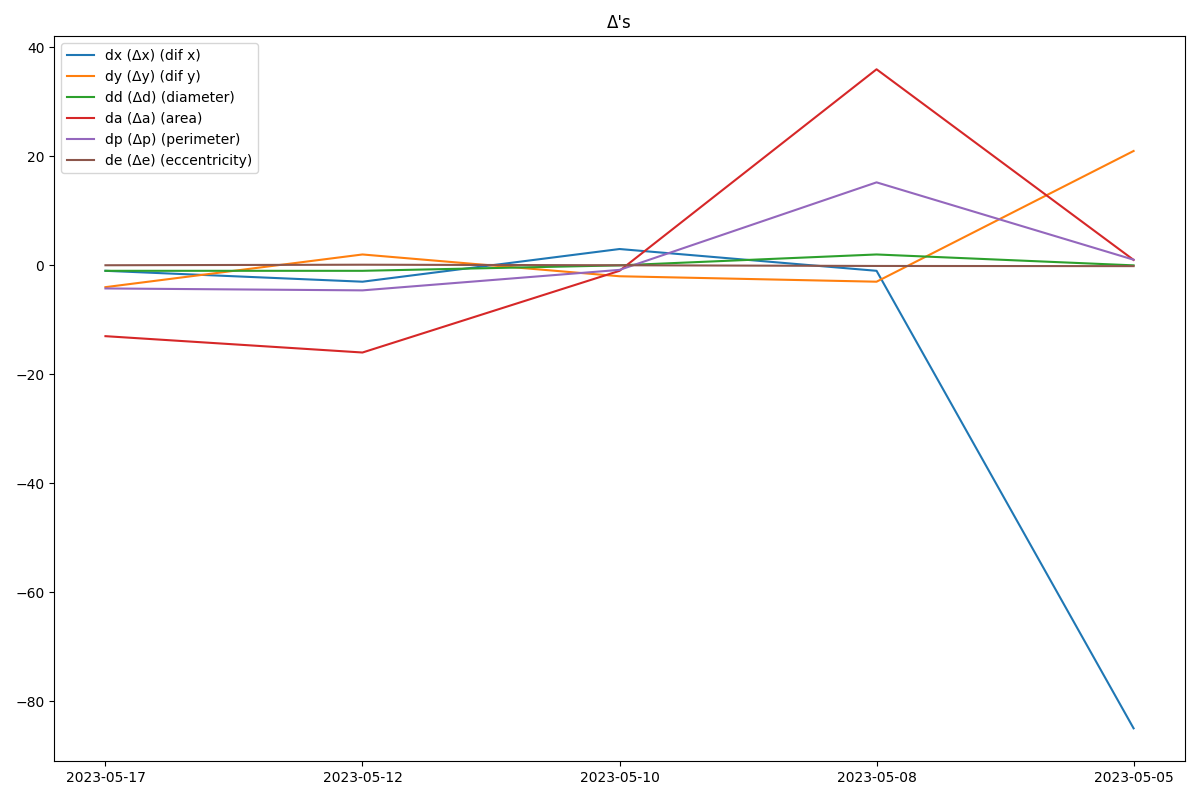 Δ's
dx (Δx) (dif x)
dy (Δy) (dif y)
dd (Δd) (diameter)
da (Δa) (area)
dp (Δp) (perimeter)
de (Δe) (eccentricity)
40
20
0
−20
−40
−60
−80
2023-05-17 2023-05-12 2023-05-10 2023-05-08 2023-05-05